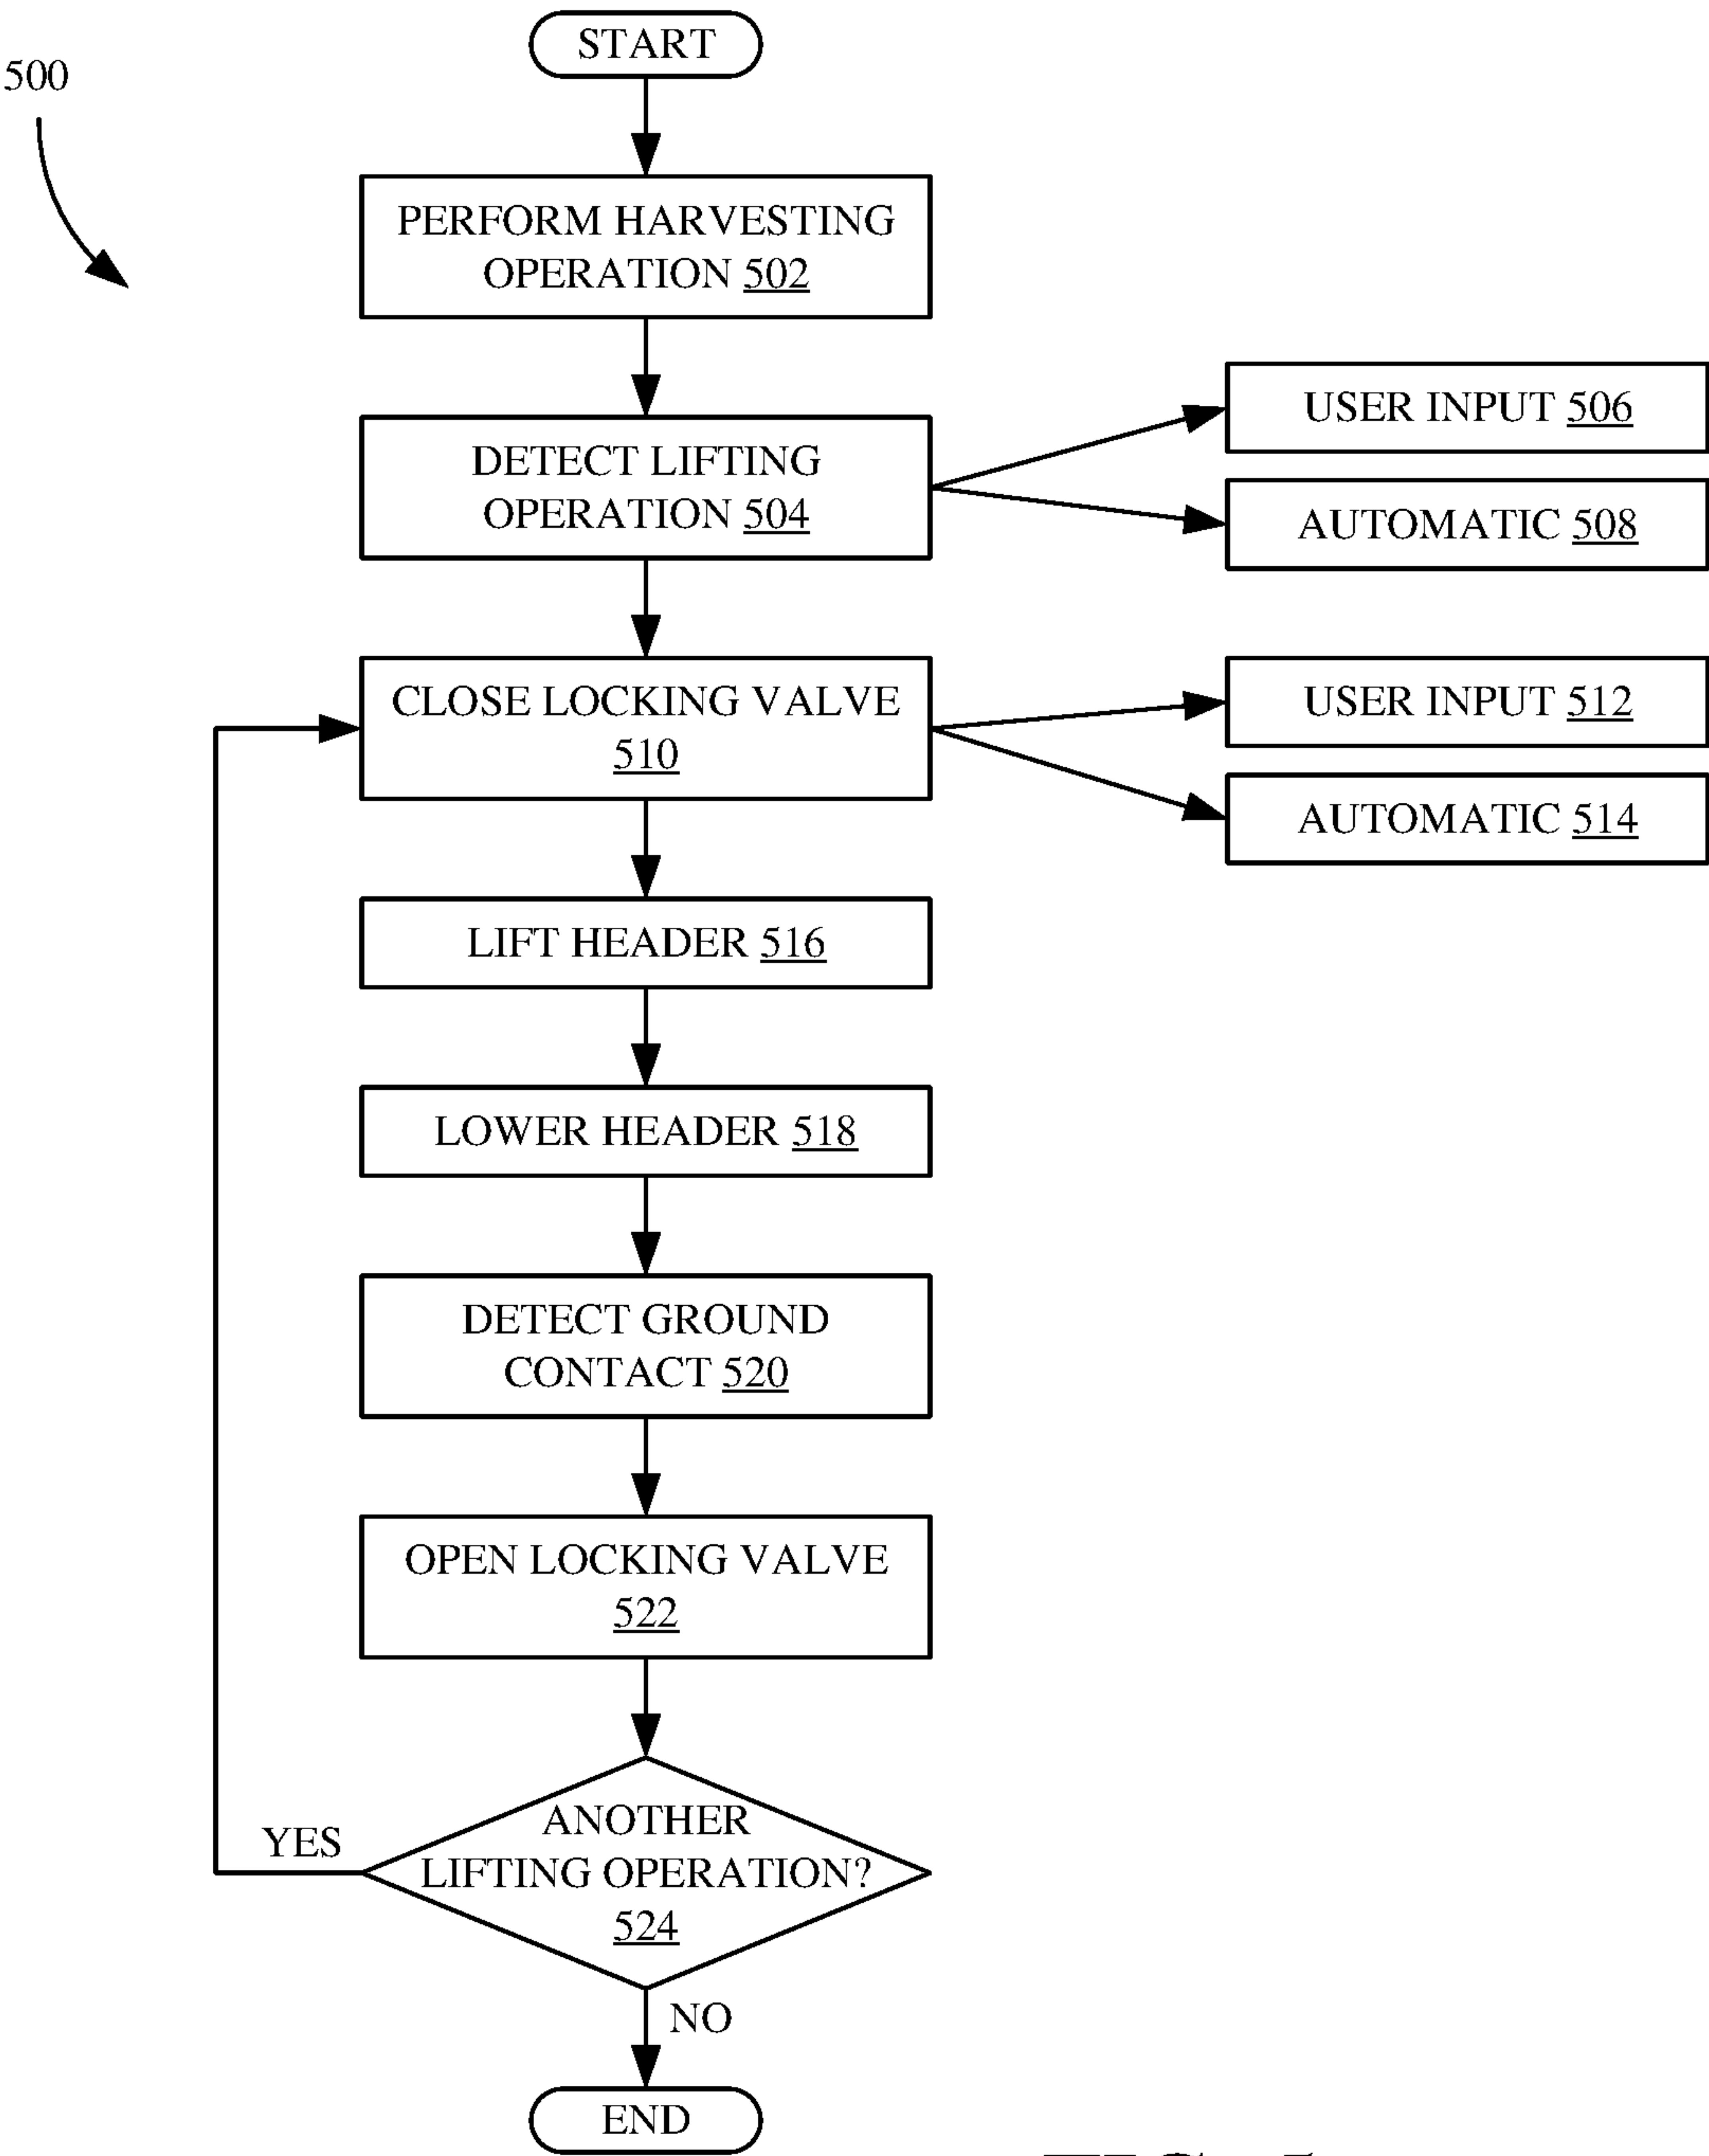 500
START
PERFORM HARVESTING
OPERATION 502
DETECT LIFTING
OPERATION 504
USER INPUT 506
AUTOMATIC 508
CLOSE LOCKING VALVE
510
USER INPUT 512
AUTOMATIC 514
LIFT HEADER 516
LOWER HEADER 518
DETECT GROUND
CONTACT 520
OPEN LOCKING VALVE
522
ANOTHER
LIFTING OPERATION?
524
YES
NO
END